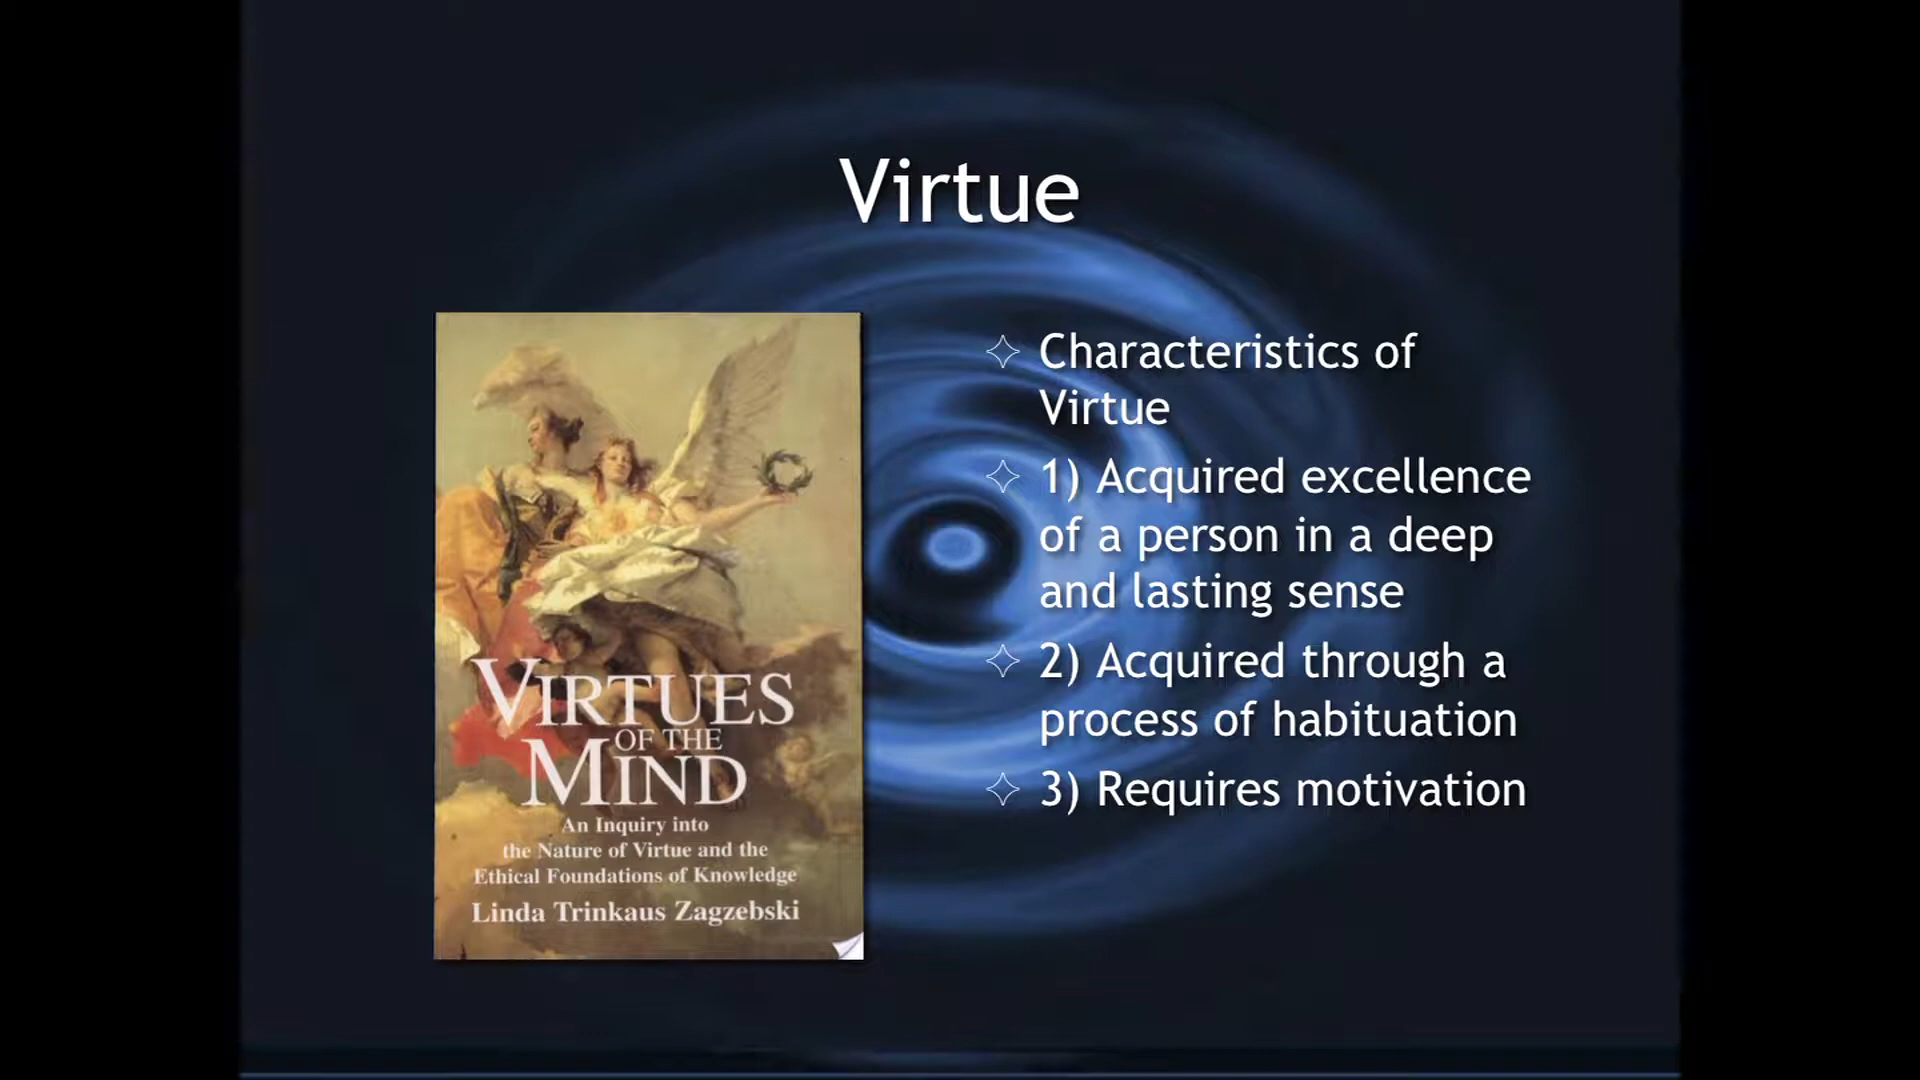 Virtue
VIRTUES
OF THE
MIND
An Inquiry into
the Nature of Virtue and the
Ethical Foundations of Knowledge
Linda Trinkaus Zagzebski
Characteristics of
Virtue
1) Acquired excellence
of a person in a deep
and lasting sense
2) Acquired through a
process of habituation
3) Requires motivation